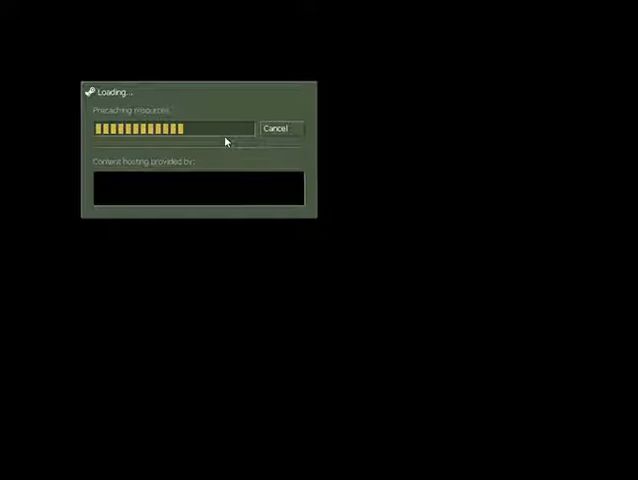 Loading...
Precaching resources...
Cancel
Content hosting provided by: